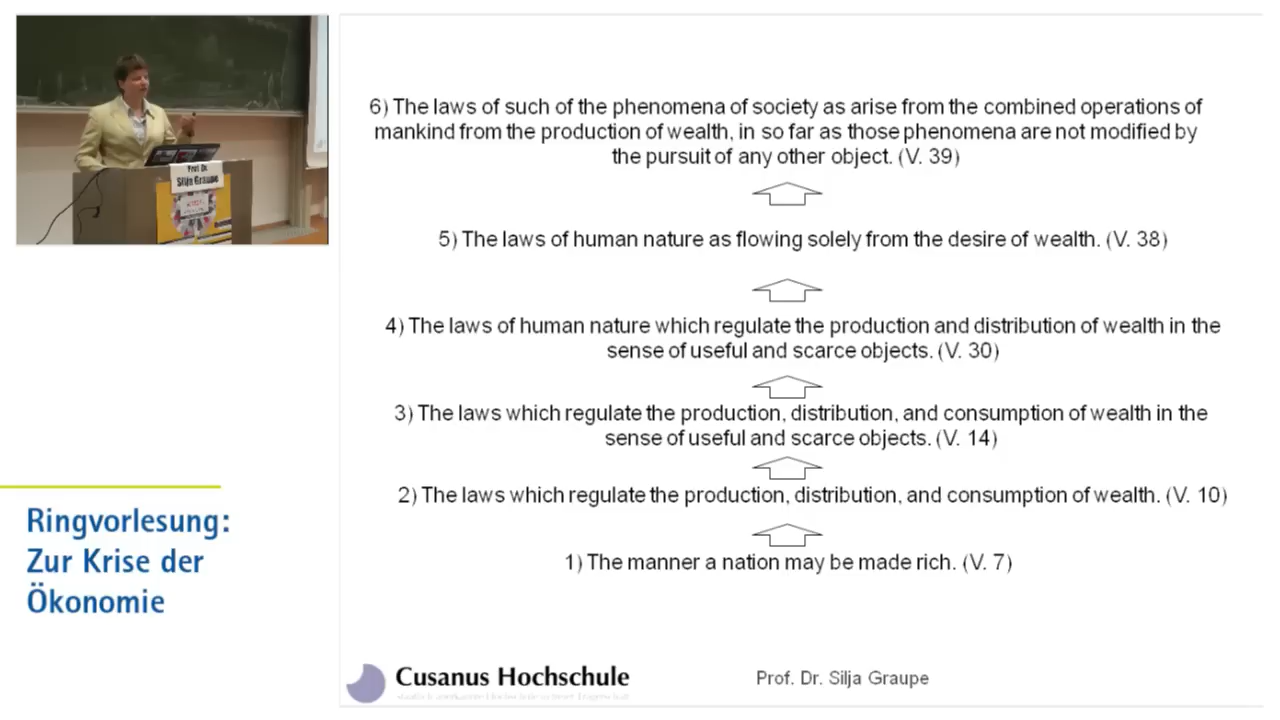 Prof. Dr.
Silja Graupe
Ringvorlesung:
Zur Krise der
Ökonomie
6) The laws of such of the phenomena of society as arise from the combined operations of
mankind from the production of wealth, in so far as those phenomena are not modified by
the pursuit of any other object. (V. 39)
5) The laws of human nature as flowing solely from the desire of wealth. (V. 38)
4) The laws of human nature which regulate the production and distribution of wealth in the
sense of useful and scarce objects. (V. 30)
3) The laws which regulate the production, distribution, and consumption of wealth in the
sense of useful and scarce objects. (V. 14)
2) The laws which regulate the production, distribution, and consumption of wealth. (V. 10)
1) The manner a nation may be made rich. (V. 7)
Cusanus Hochschule
Prof. Dr. Silja Graupe